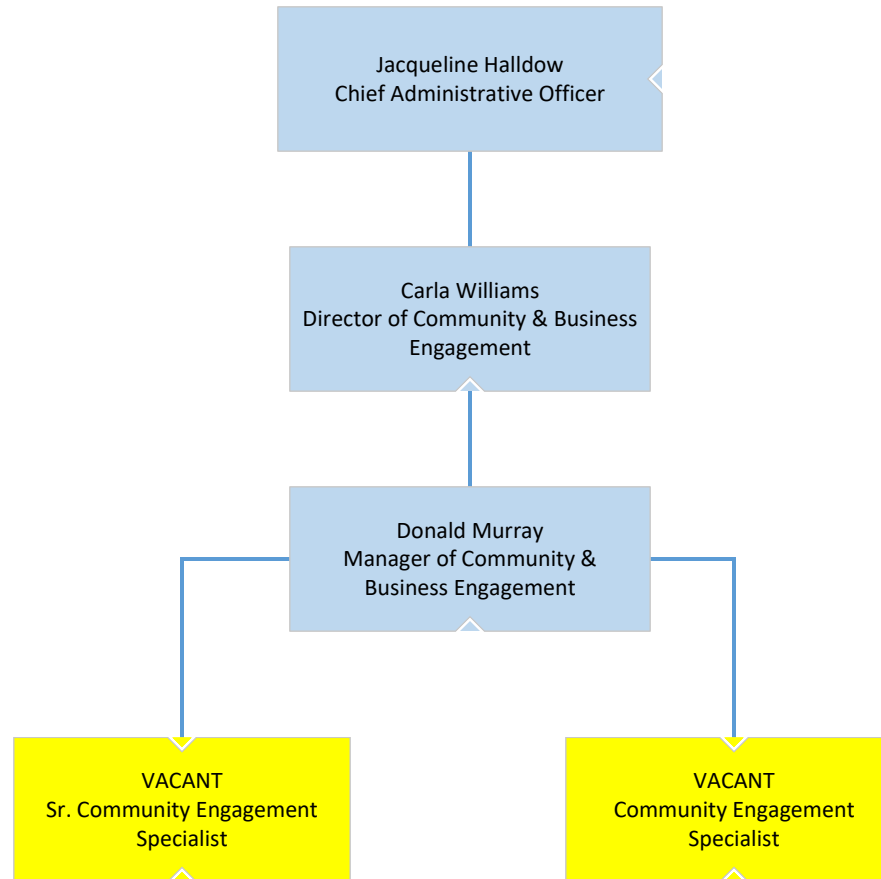 Jacqueline Halldow
Chief Administrative Officer
Carla Williams
Director of Community & Business
Engagement
Donald Murray
Manager of Community &
Business Engagement
VACANT
Sr. Community Engagement
Specialist
VACANT
Community Engagement
Specialist